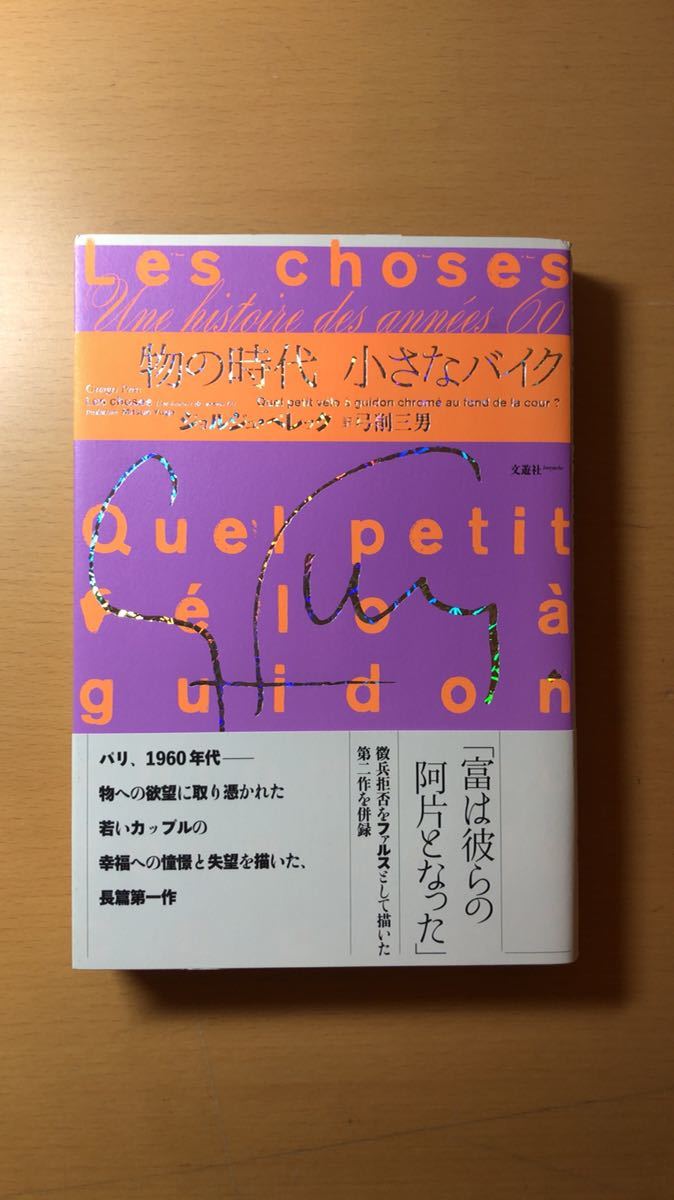 Les choses
Une histoire des années 60
物の時代 小さなバイク
Les choses
Quel petit vélo à guidon chromé au fond de la cour ?
ジョルジュ・ペレック 訳 弓削三男
文遊社
Quel petit
vélo à
guidon
「富は彼らの
阿片となった」
徴兵拒否をファルスとして描いた
第二作を併録
パリ、1960年代――
物への欲望に取り憑かれた
若いカップルの
幸福への憧憬と失望を描いた、
長篇第一作